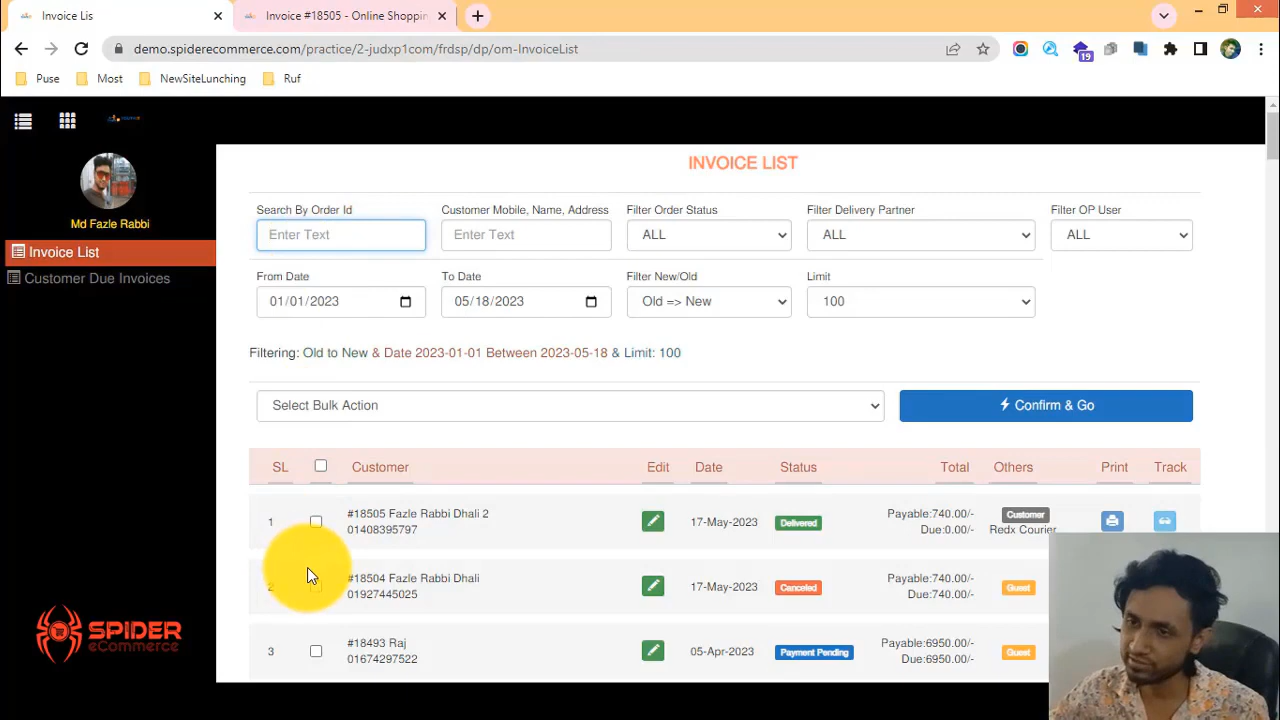 Invoice Lis
Invoice #18505 - Online Shoppin
demo.spiderecommerce.com/practice/2-judxp1com/frdsp/dp/om-InvoiceList
19
Puse
Most
NewSiteLunching
Ruf
Md Fazle Rabbi
Invoice List
Customer Due Invoices
SPIDER
eCommerce
INVOICE LIST
Search By Order Id
Customer Mobile, Name, Address
Filter Order Status
Filter Delivery Partner
Filter OP User
Enter Text
Enter Text
ALL
ALL
ALL
From Date
To Date
Filter New/Old
Limit
01/01/2023
05/18/2023
Old => New
100
Filtering: Old to New & Date 2023-01-01 Between 2023-05-18 & Limit: 100
Select Bulk Action
Confirm & Go
SL
Customer
Edit
Date
Status
Total
Others
Print
Track
1
#18505 Fazle Rabbi Dhali 2
01408395797
17-May-2023
Delivered
Payable:740.00/-
Due:0.00/-
Customer
Redx Courier
2
#18504 Fazle Rabbi Dhali
01927445025
17-May-2023
Canceled
Payable:740.00/-
Due:740.00/-
Guest
3
#18493 Raj
01674297522
05-Apr-2023
Payment Pending
Payable:6950.00/-
Due:6950.00/-
Guest